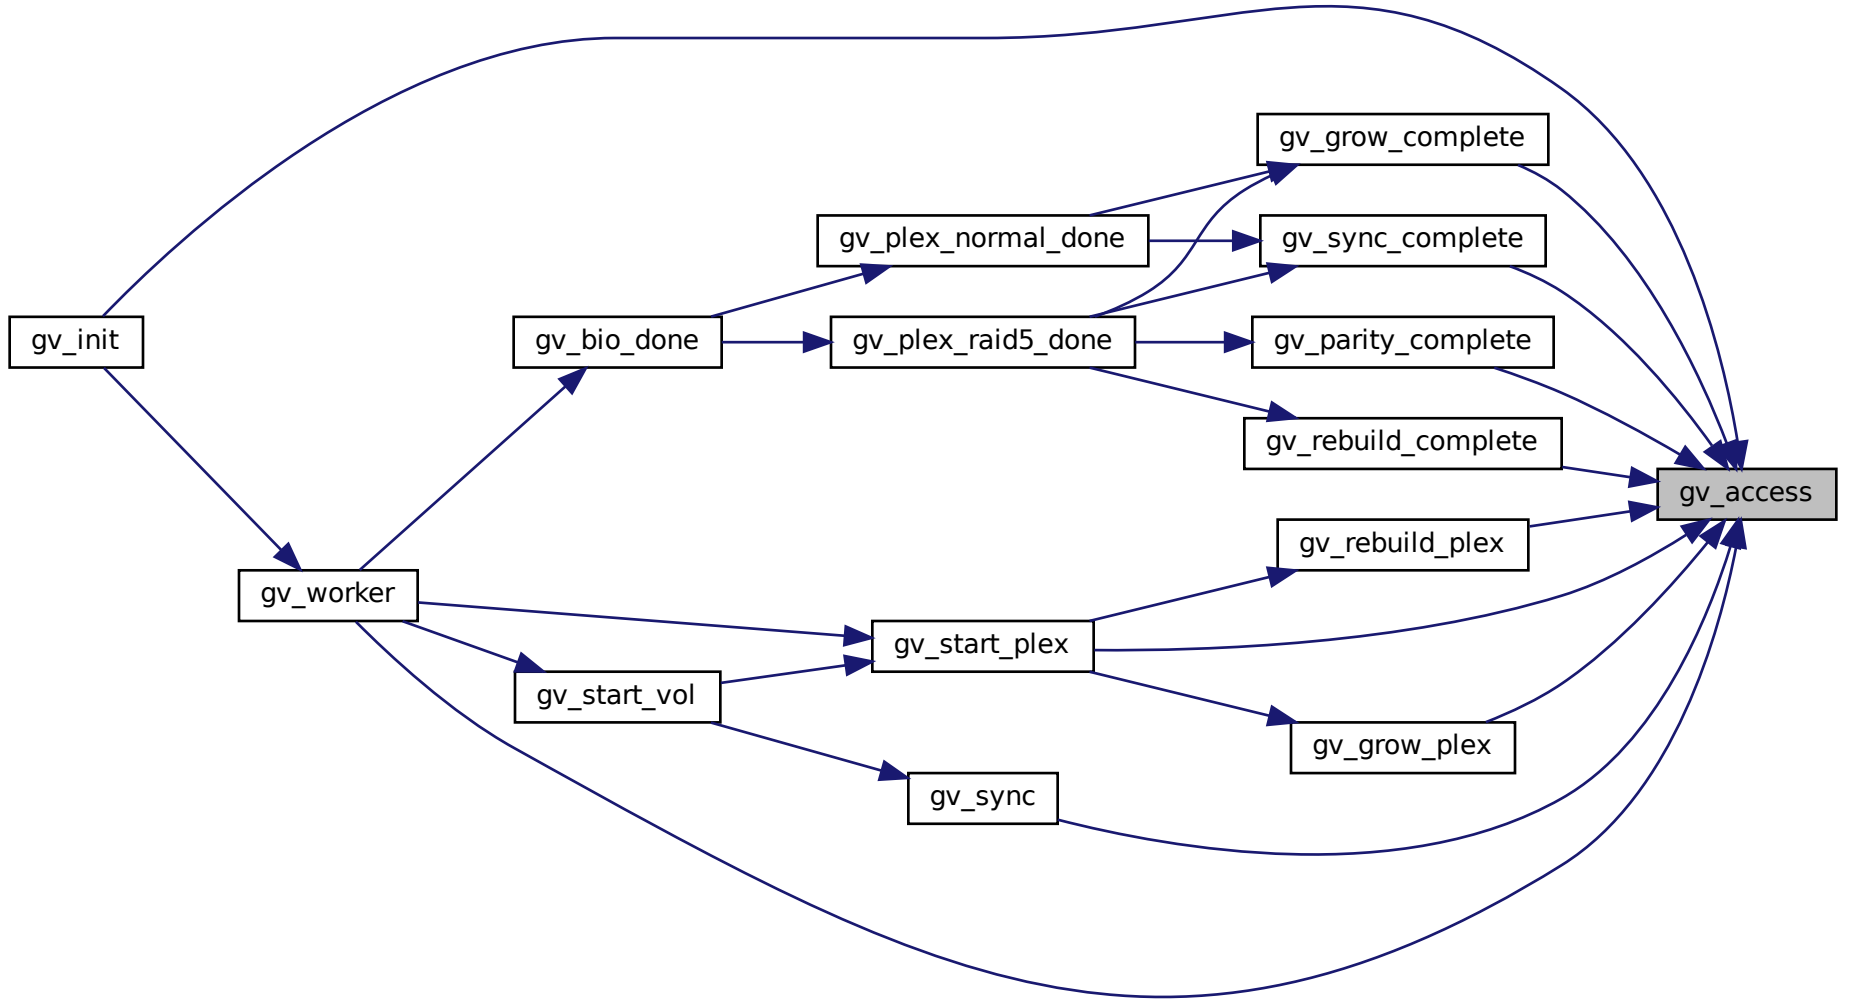 gv_grow_complete
gv_plex_normal_done
gv_sync_complete
gv_init
gv_bio_done
gv_plex_raid5_done
gv_parity_complete
gv_rebuild_complete
gv_access
gv_rebuild_plex
gv_worker
gv_start_plex
gv_start_vol
gv_grow_plex
gv_sync